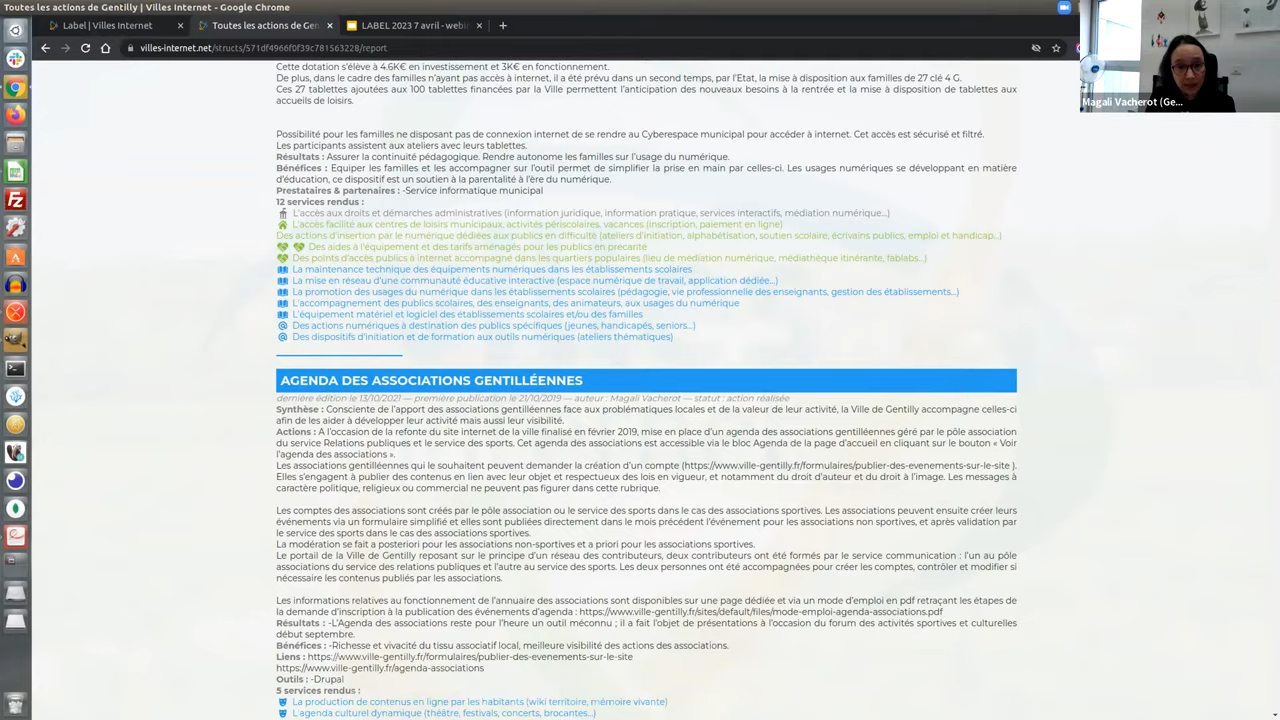 Toutes les actions de Gentilly | Villes Internet - Google Chrome
Label | Villes Internet
Toutes les actions de Gen
LABEL 2023 7 avril - webi
villes-internet.net/structs/571df4966f0f39c781563228/report
Magali Vacherot (Ge...
Cette dotation s'élève à 4.6K€ en investissement et 3K€ en fonctionnement.
De plus, dans le cadre des familles n'ayant pas accès à internet, il a été prévu dans un second temps, par l'Etat, la mise à disposition aux familles de 27 clé 4 G.
Ces 27 tablettes ajoutées aux 100 tablettes financées par la Ville permettent l'anticipation des nouveaux besoins à la rentrée et la mise à disposition de tablettes aux
accueils de loisirs.
Possibilité pour les familles ne disposant pas de connexion internet de se rendre au Cyberespace municipal pour accéder à internet. Cet accès est sécurisé et filtré.
Les participants assistent aux ateliers avec leurs tablettes.
Résultats : Assurer la continuité pédagogique. Rendre autonome les familles sur l'usage du numérique.
Bénéfices : Equiper les familles et les accompagner sur l'outil permet de simplifier la prise en main par celles-ci. Les usages numériques se développent en matière
d'éducation, ce dispositif est un soutien à la parentalité à l'ère du numérique.
Prestataires & partenaires : -Service informatique municipal
12 services rendus :
L'accès aux droits et démarches administratives (information juridique, information pratique, services interactifs, médiation numérique...)
L'accès facilité aux centres de loisirs municipaux, activités périscolaires, vacances (inscription, paiement en ligne)
Des actions d'insertion par le numérique dédiées aux publics en difficulté (ateliers d'initiation, alphabétisation, soutien scolaire, écrivains publics, emploi et handicap...)
Des aides à l'équipement et des tarifs aménagés pour les publics en précarité
Des points d'accès publics à internet accompagné dans les quartiers populaires (lieu de médiation numérique, médiathèque itinérante, fablabs...)
La maintenance technique des équipements numériques dans les établissements scolaires
La mise en réseau d'une communauté éducative interactive (espace numérique de travail, application dédiée...)
La promotion des usages du numérique dans les établissements scolaires (pédagogie, vie professionnelle des enseignants, gestion des établissements...)
L'accompagnement des publics scolaires, des enseignants, des animateurs, aux usages du numérique
L'équipement matériel et logiciel des établissements scolaires et/ou des familles
Des actions numériques à destination des publics spécifiques (jeunes, handicapés, seniors...)
Des dispositifs d'initiation et de formation aux outils numériques (ateliers thématiques)
AGENDA DES ASSOCIATIONS GENTILLÉENNES
dernière édition le 13/10/2021 — première publication le 21/10/2019 — auteur : Magali Vacherot — statut : action réalisée
Synthèse : Consciente de l'apport des associations gentilléennes face aux problématiques locales et de la valeur de leur activité, la Ville de Gentilly accompagne celles-ci
afin de les aider à développer leur activité mais aussi leur visibilité.
Actions : A l'occasion de la refonte du site internet de la ville finalisé en février 2019, mise en place d'un agenda des associations gentilléennes géré par le pôle association
du service Relations publiques et le service des sports. Cet agenda des associations est accessible via le bloc Agenda de la page d'accueil en cliquant sur le bouton « Voir
l'agenda des associations ».
Les associations gentilléennes qui le souhaitent peuvent demander la création d'un compte (https://www.ville-gentilly.fr/formulaires/publier-des-evenements-sur-le-site ).
Elles s'engagent à publier des contenus en lien avec leur objet et respectueux des lois en vigueur, et notamment du droit d'auteur et du droit à l'image. Les messages à
caractère politique, religieux ou commercial ne peuvent pas figurer dans cette rubrique.
Les comptes des associations sont créés par le pôle association ou le service des sports dans le cas des associations sportives. Les associations peuvent ensuite créer leurs
événements via un formulaire simplifié et elles sont publiées directement dans le mois précédent l'événement pour les associations non sportives, et après validation par
le service des sports dans le cas des associations sportives.
La modération se fait a posteriori pour les associations non-sportives et a priori pour les associations sportives.
Le portail de la Ville de Gentilly reposant sur le principe d'un réseau des contributeurs, deux contributeurs ont été formés par le service communication : l'un au pôle
associations du service des relations publiques et l'autre au service des sports. Les deux personnes ont été accompagnées pour créer les comptes, contrôler et modifier si
nécessaire les contenus publiés par les associations.
Les informations relatives au fonctionnement de l'annuaire des associations sont disponibles sur une page dédiée et via un mode d'emploi en pdf retraçant les étapes de
la demande d'inscription à la publication des événements d'agenda : https://www.ville-gentilly.fr/sites/default/files/mode-emploi-agenda-associations.pdf
Résultats : -L'Agenda des associations reste pour l'heure un outil méconnu ; il a fait l'objet de présentations à l'occasion du forum des activités sportives et culturelles
début septembre.
Bénéfices : -Richesse et vivacité du tissu associatif local, meilleure visibilité des actions des associations.
Liens : https://www.ville-gentilly.fr/formulaires/publier-des-evenements-sur-le-site
https://www.ville-gentilly.fr/agenda-associations
Outils : -Drupal
5 services rendus :
La production de contenus en ligne par les habitants (wiki territoire, mémoire vivante)
L'agenda culturel dynamique (théâtre, festivals, concerts, brocantes...)